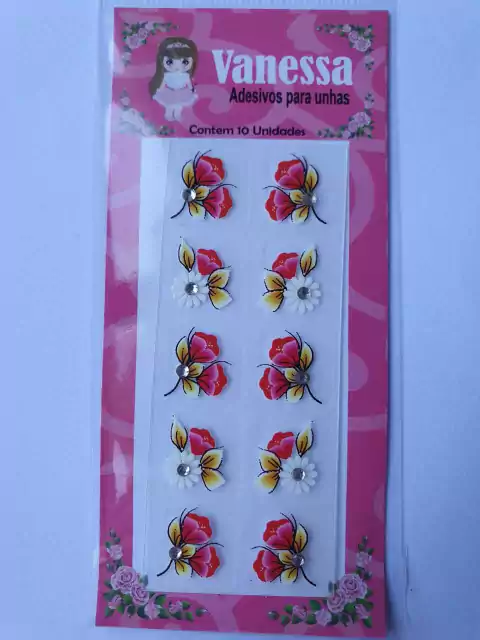 Vanessa
Adesivos para unhas
Contem 10 Unidades